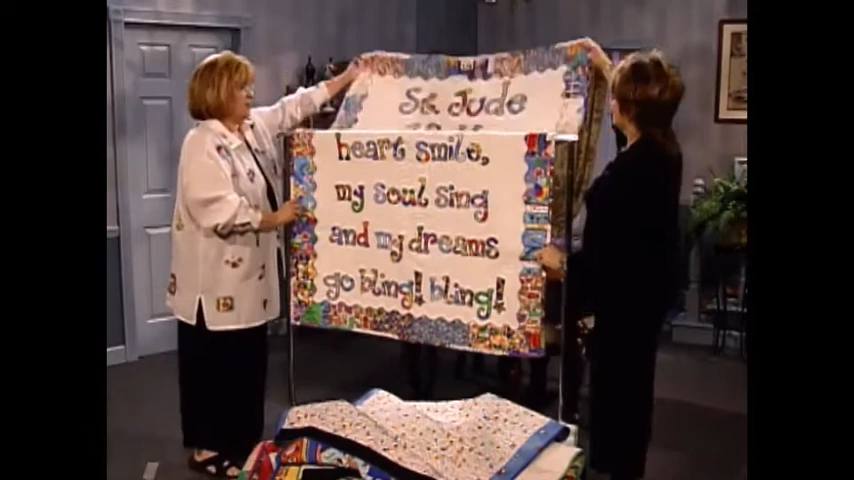 St. Jude
heart smile,
my soul sing
and my dreams
go bling! bling!